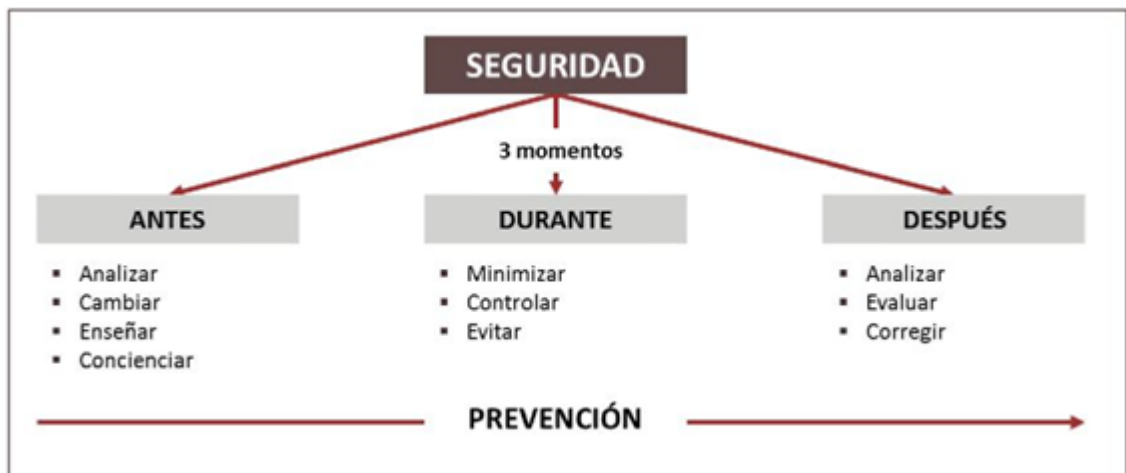 SEGURIDAD
3 momentos
ANTES
▪ Analizar
▪ Cambiar
▪ Enseñar
▪ Concienciar
DURANTE
▪ Minimizar
▪ Controlar
▪ Evitar
DESPUÉS
▪ Analizar
▪ Evaluar
▪ Corregir
PREVENCIÓN